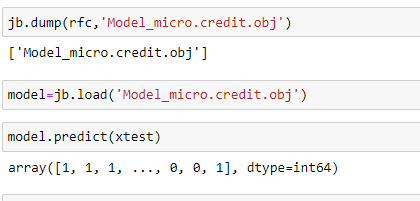 jb.dump(rfc,'Model_micro.credit.obj')
['Model_micro.credit.obj']
model=jb.load('Model_micro.credit.obj')
model.predict(xtest)
array([1, 1, 1, ..., 0, 0, 1], dtype=int64)